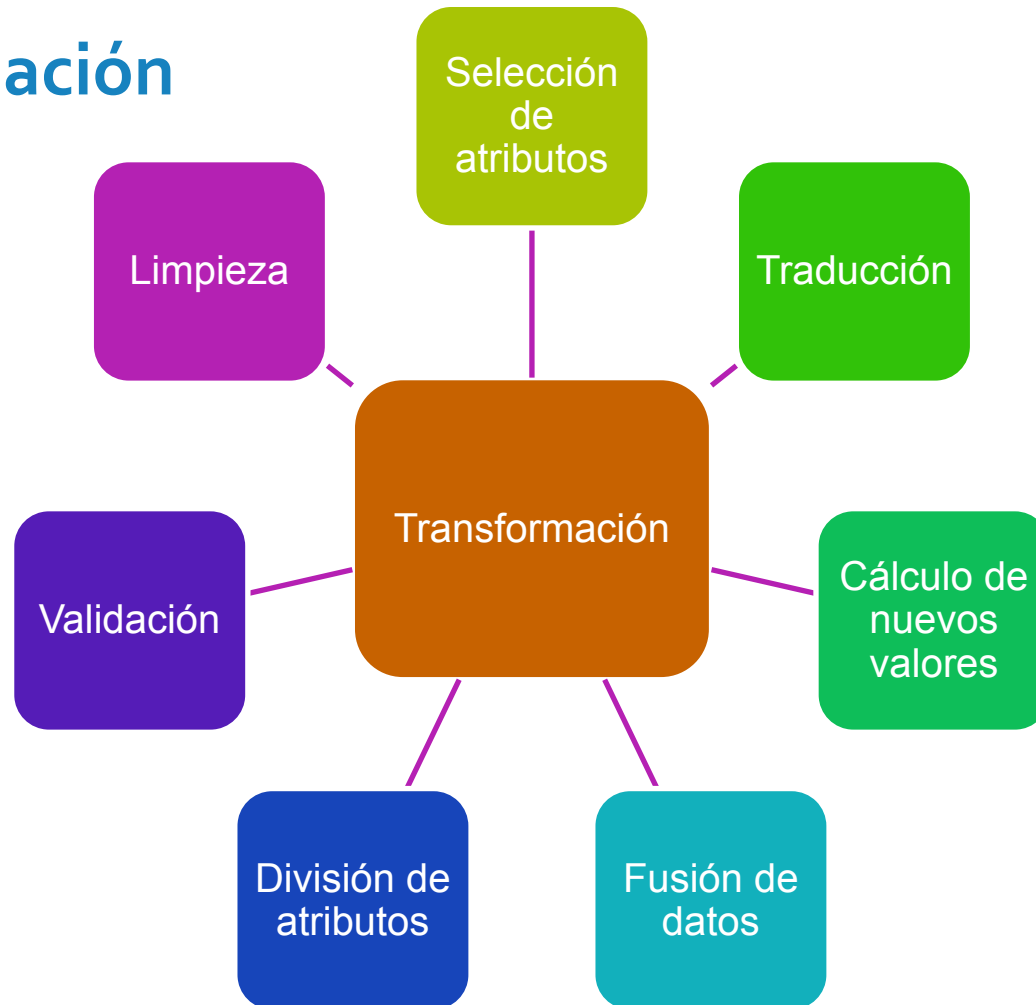 ación
Selección
de
atributos
Limpieza
Traducción
Transformación
Validación
Cálculo de
nuevos
valores
División de
atributos
Fusión de
datos